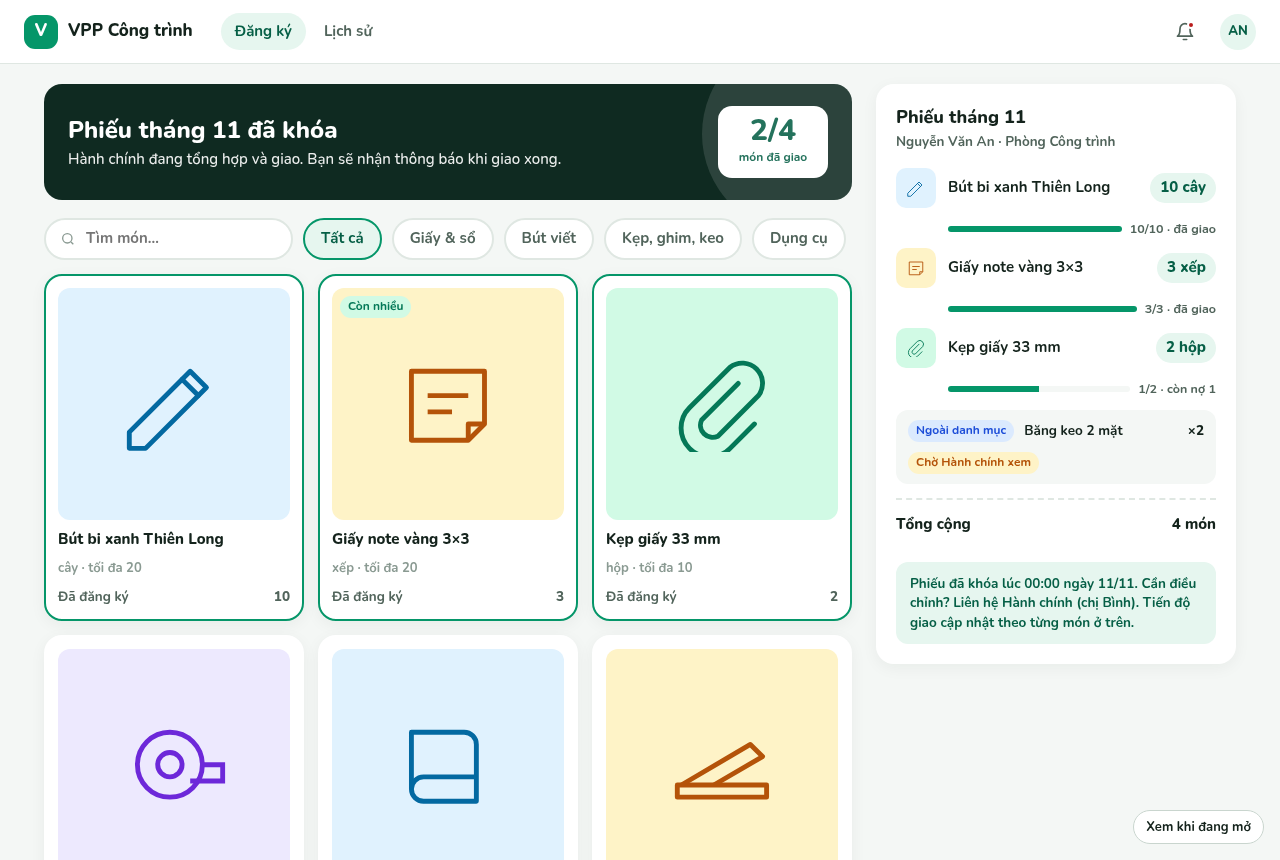 V VPP Công trình Đăng ký Lịch sử AN
Phiếu tháng 11 đã khóa
Hành chính đang tổng hợp và giao. Bạn sẽ nhận thông báo khi giao xong.
2/4
món đã giao
Tìm món... Tất cả Giấy & sổ Bút viết Kẹp, ghim, keo Dụng cụ
Bút bi xanh Thiên Long
cây · tối đa 20
Đã đăng ký 10
Còn nhiều
Giấy note vàng 3×3
xếp · tối đa 20
Đã đăng ký 3
Kẹp giấy 33 mm
hộp · tối đa 10
Đã đăng ký 2
Phiếu tháng 11
Nguyễn Văn An · Phòng Công trình
Bút bi xanh Thiên Long 10 cây
10/10 · đã giao
Giấy note vàng 3×3 3 xếp
3/3 · đã giao
Kẹp giấy 33 mm 2 hộp
1/2 · còn nợ 1
Ngoài danh mục Băng keo 2 mặt ×2
Chờ Hành chính xem
Tổng cộng 4 món
Phiếu đã khóa lúc 00:00 ngày 11/11. Cần điều
chỉnh? Liên hệ Hành chính (chị Bình). Tiến độ
giao cập nhật theo từng món ở trên.
Xem khi đang mở